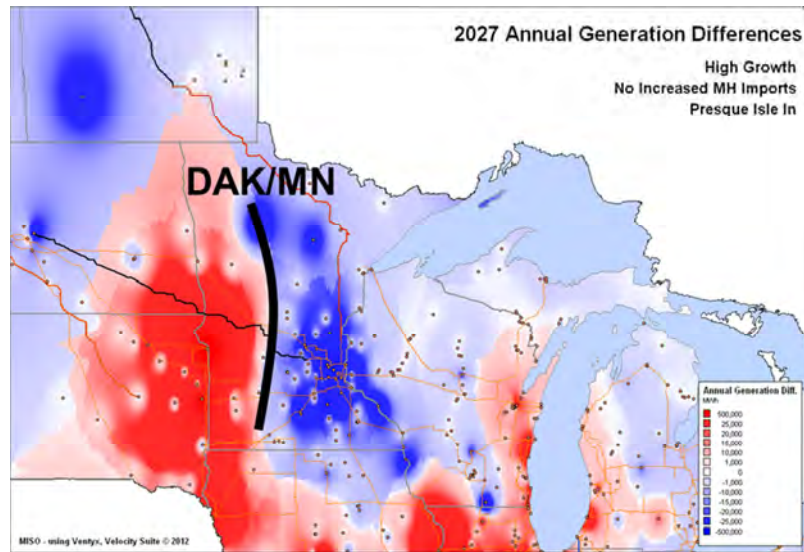 2027 Annual Generation Differences
High Growth
No Increased MH Imports
Presque Isle In
DAK/MN
Annual Generation Diff.
MWh
500,000
25,000
20,000
15,000
10,000
1,000
0
-1,000
-10,000
-15,000
-20,000
-25,000
-500,000
MISO - using Ventyx, Velocity Suite © 2012